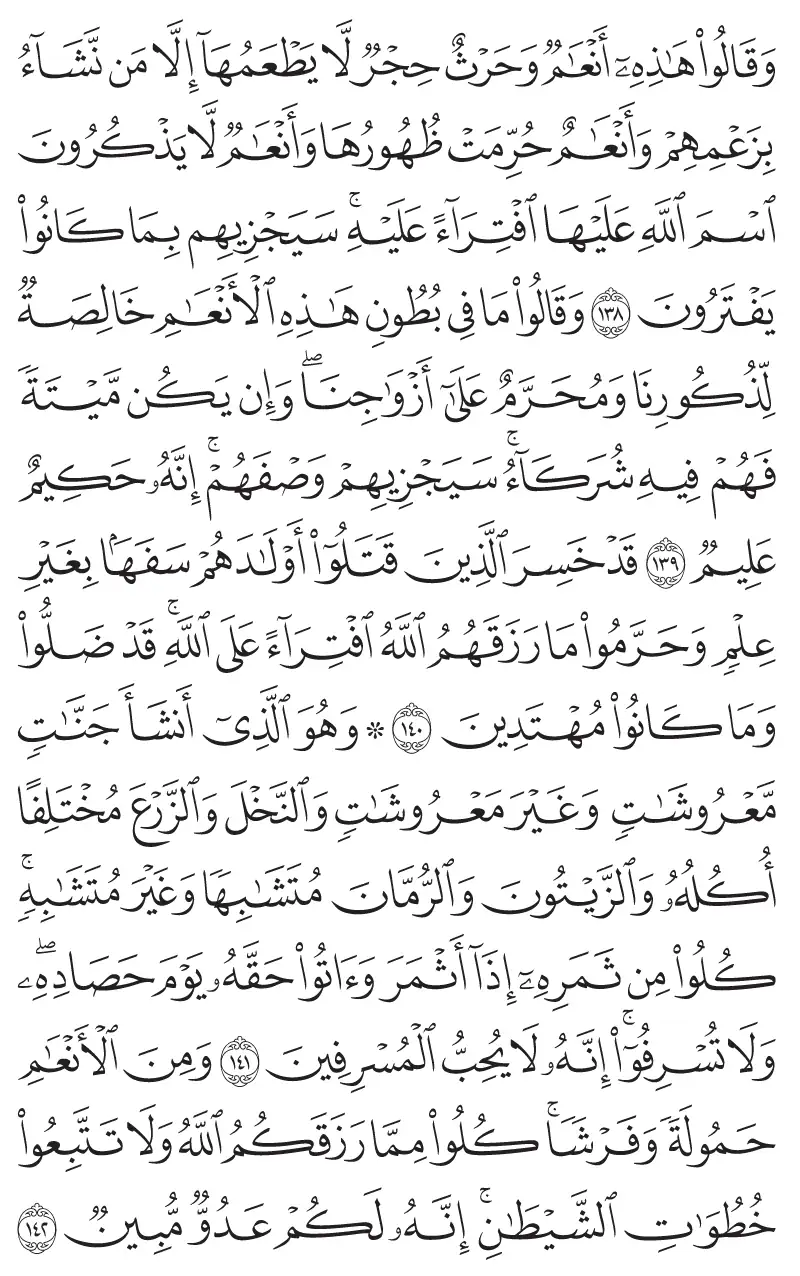 وَقَالُوا۟ هَـٰذِهِۦٓ أَنْعَـٰمٌۭ وَحَرْثٌ حِجْرٌۭ لَّا يَطْعَمُهَآ إِلَّا مَن نَّشَآءُ
بِزَعْمِهِمْ وَأَنْعَـٰمٌ حُرِّمَتْ ظُهُورُهَا وَأَنْعَـٰمٌۭ لَّا يَذْكُرُونَ
ٱسْمَ ٱللَّهِ عَلَيْهَا ٱفْتِرَآءً عَلَيْهِ ۚ سَيَجْزِيهِم بِمَا كَانُوا۟
يَفْتَرُونَ ١٣٨ وَقَالُوا۟ مَا فِى بُطُونِ هَـٰذِهِ ٱلْأَنْعَـٰمِ خَالِصَةٌۭ
لِّذُكُورِنَا وَمُحَرَّمٌ عَلَىٰٓ أَزْوَٰجِنَا ۖ وَإِن يَكُن مَّيْتَةًۭ
فَهُمْ فِيهِ شُرَكَآءُ ۚ سَيَجْزِيهِمْ وَصْفَهُمْ ۚ إِنَّهُۥ حَكِيمٌ
عَلِيمٌۭ ١٣٩ قَدْ خَسِرَ ٱلَّذِينَ قَتَلُوٓا۟ أَوْلَـٰدَهُمْ سَفَهًۢا بِغَيْرِ
عِلْمٍۢ وَحَرَّمُوا۟ مَا رَزَقَهُمُ ٱللَّهُ ٱفْتِرَآءً عَلَى ٱللَّهِ ۚ قَدْ ضَلُّوا۟
وَمَا كَانُوا۟ مُهْتَدِينَ ١٤٠ ۞ وَهُوَ ٱلَّذِىٓ أَنشَأَ جَنَّـٰتٍۢ
مَّعْرُوشَـٰتٍۢ وَغَيْرَ مَعْرُوشَـٰتٍۢ وَٱلنَّخْلَ وَٱلزَّرْعَ مُخْتَلِفًا
أُكُلُهُۥ وَٱلزَّيْتُونَ وَٱلرُّمَّانَ مُتَشَـٰبِهًۭا وَغَيْرَ مُتَشَـٰبِهٍۢ ۚ
كُلُوا۟ مِن ثَمَرِهِۦٓ إِذَآ أَثْمَرَ وَءَاتُوا۟ حَقَّهُۥ يَوْمَ حَصَادِهِۦ ۖ
وَلَا تُسْرِفُوٓا۟ ۚ إِنَّهُۥ لَا يُحِبُّ ٱلْمُسْرِفِينَ ١٤١ وَمِنَ ٱلْأَنْعَـٰمِ
حَمُولَةًۭ وَفَرْشًۭا ۚ كُلُوا۟ مِمَّا رَزَقَكُمُ ٱللَّهُ وَلَا تَتَّبِعُوا۟
خُطُوَٰتِ ٱلشَّيْطَـٰنِ ۚ إِنَّهُۥ لَكُمْ عَدُوٌّۭ مُّبِينٌۭ ١٤٢